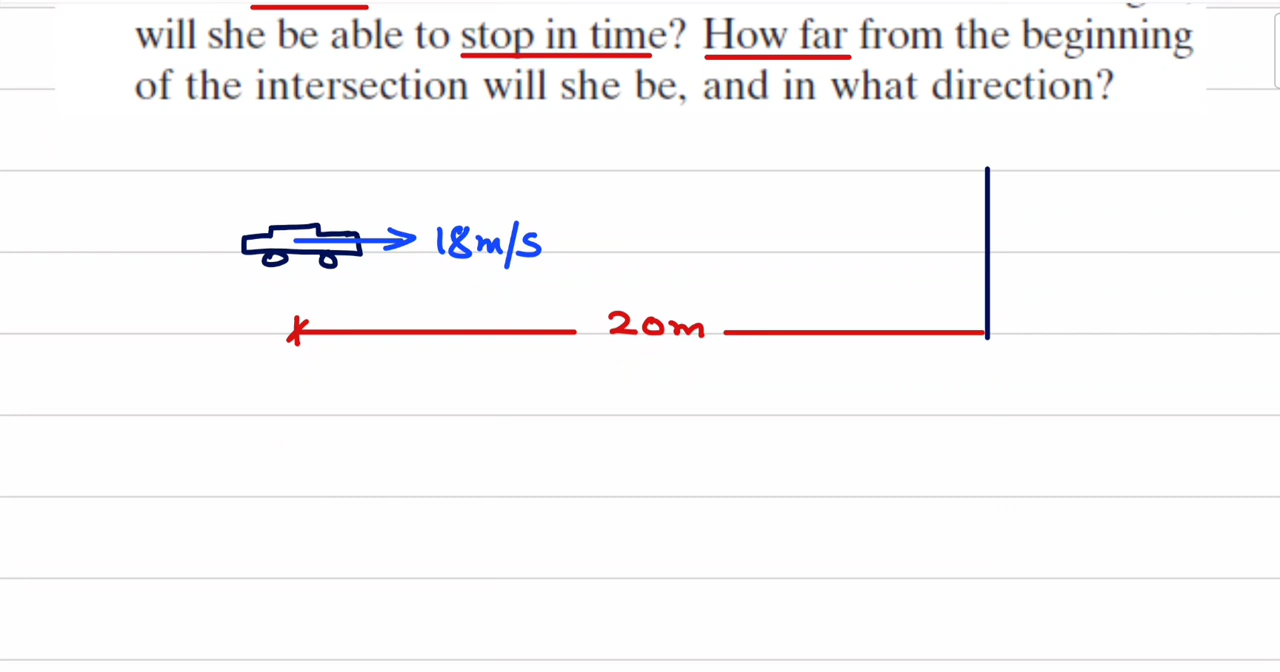 will she be able to stop in time? How far from the beginning
of the intersection will she be, and in what direction?
18m/s
20m